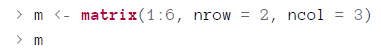 > m <- matrix(1:6, nrow = 2, ncol = 3)
> m